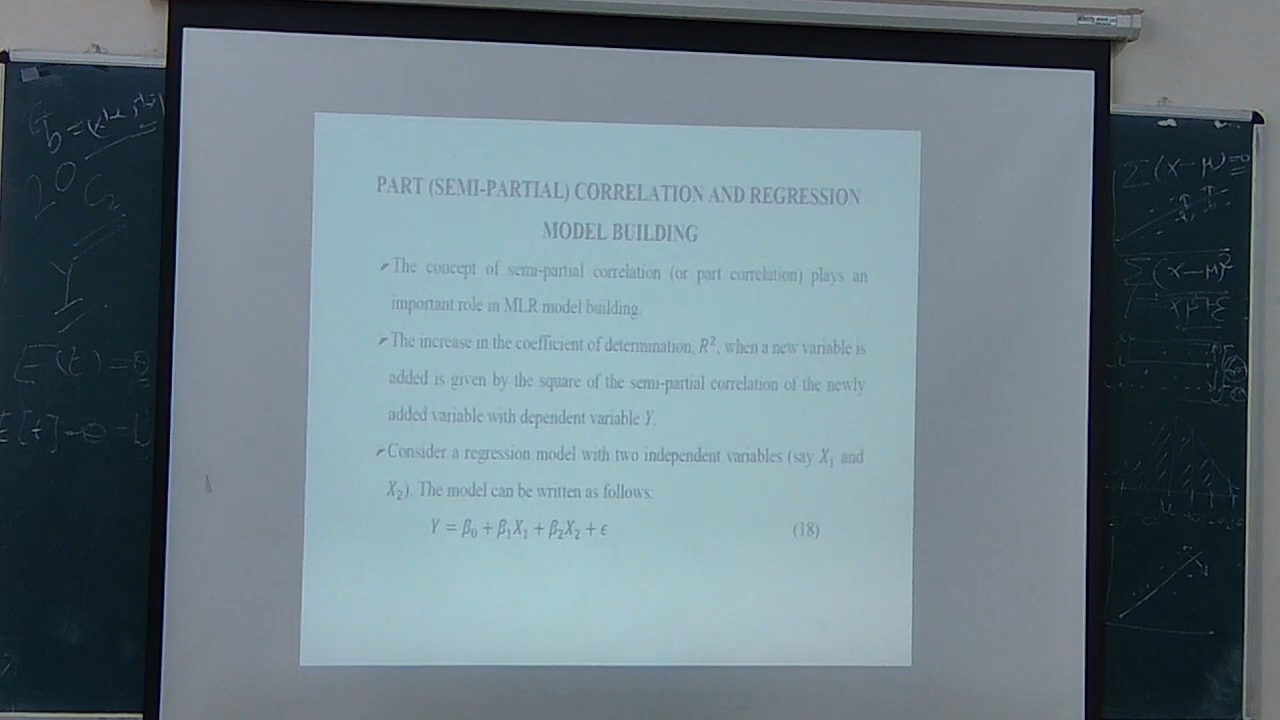 PART (SEMI-PARTIAL) CORRELATION AND REGRESSION
MODEL BUILDING
The concept of semi-partial correlation (or part correlation) plays an
important role in MLR model building.
The increase in the coefficient of determination, R², when a new variable is
added is given by the square of the semi-partial correlation of the newly
added variable with dependent variable Y.
Consider a regression model with two independent variables (say X₁ and
X₂). The model can be written as follows:
Y = β₀ + β₁X₁ + β₂X₂ + ϵ (18)
20
Y
E(t) = θ
Σ(x-μ)=0
Σ(x-μ)²